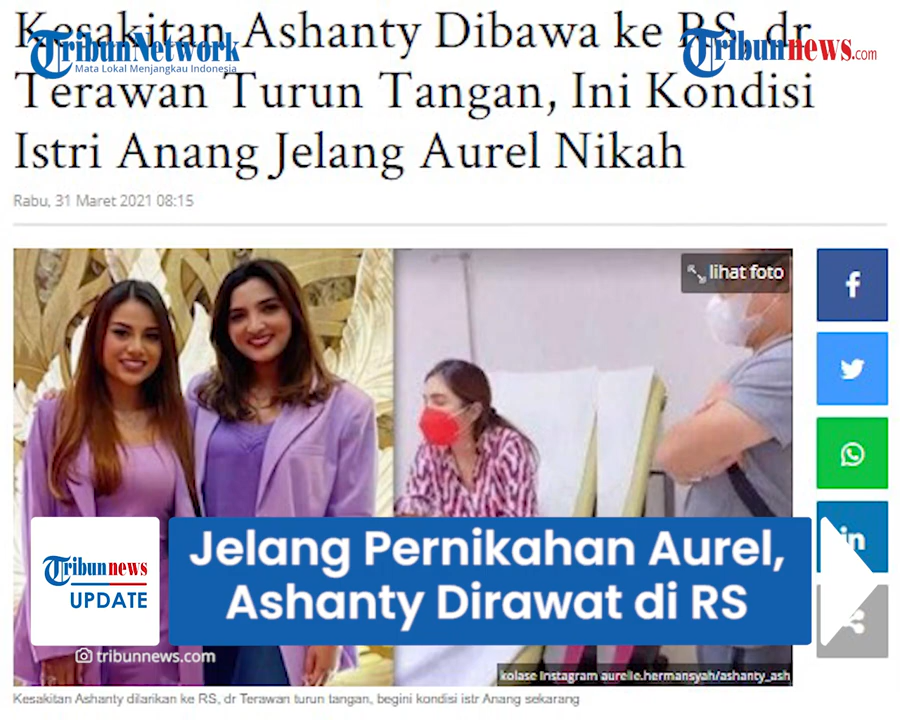 Kesakitan Ashanty Dibawa ke RS, dr
TribunNetwork
Mata Lokal Menjangkau Indonesia
Tribunnews.com
Terawan Turun Tangan, Ini Kondisi
Istri Anang Jelang Aurel Nikah
Rabu, 31 Maret 2021 08:15
lihat foto
f
in
Jelang Pernikahan Aurel,
Ashanty Dirawat di RS
Tribunnews
UPDATE
tribunnews.com
kolase Instagram aurelie.hermansyah/ashanty_ash
Kesakitan Ashanty dilarikan ke RS, dr Terawan turun tangan, begini kondisi istr Anang sekarang